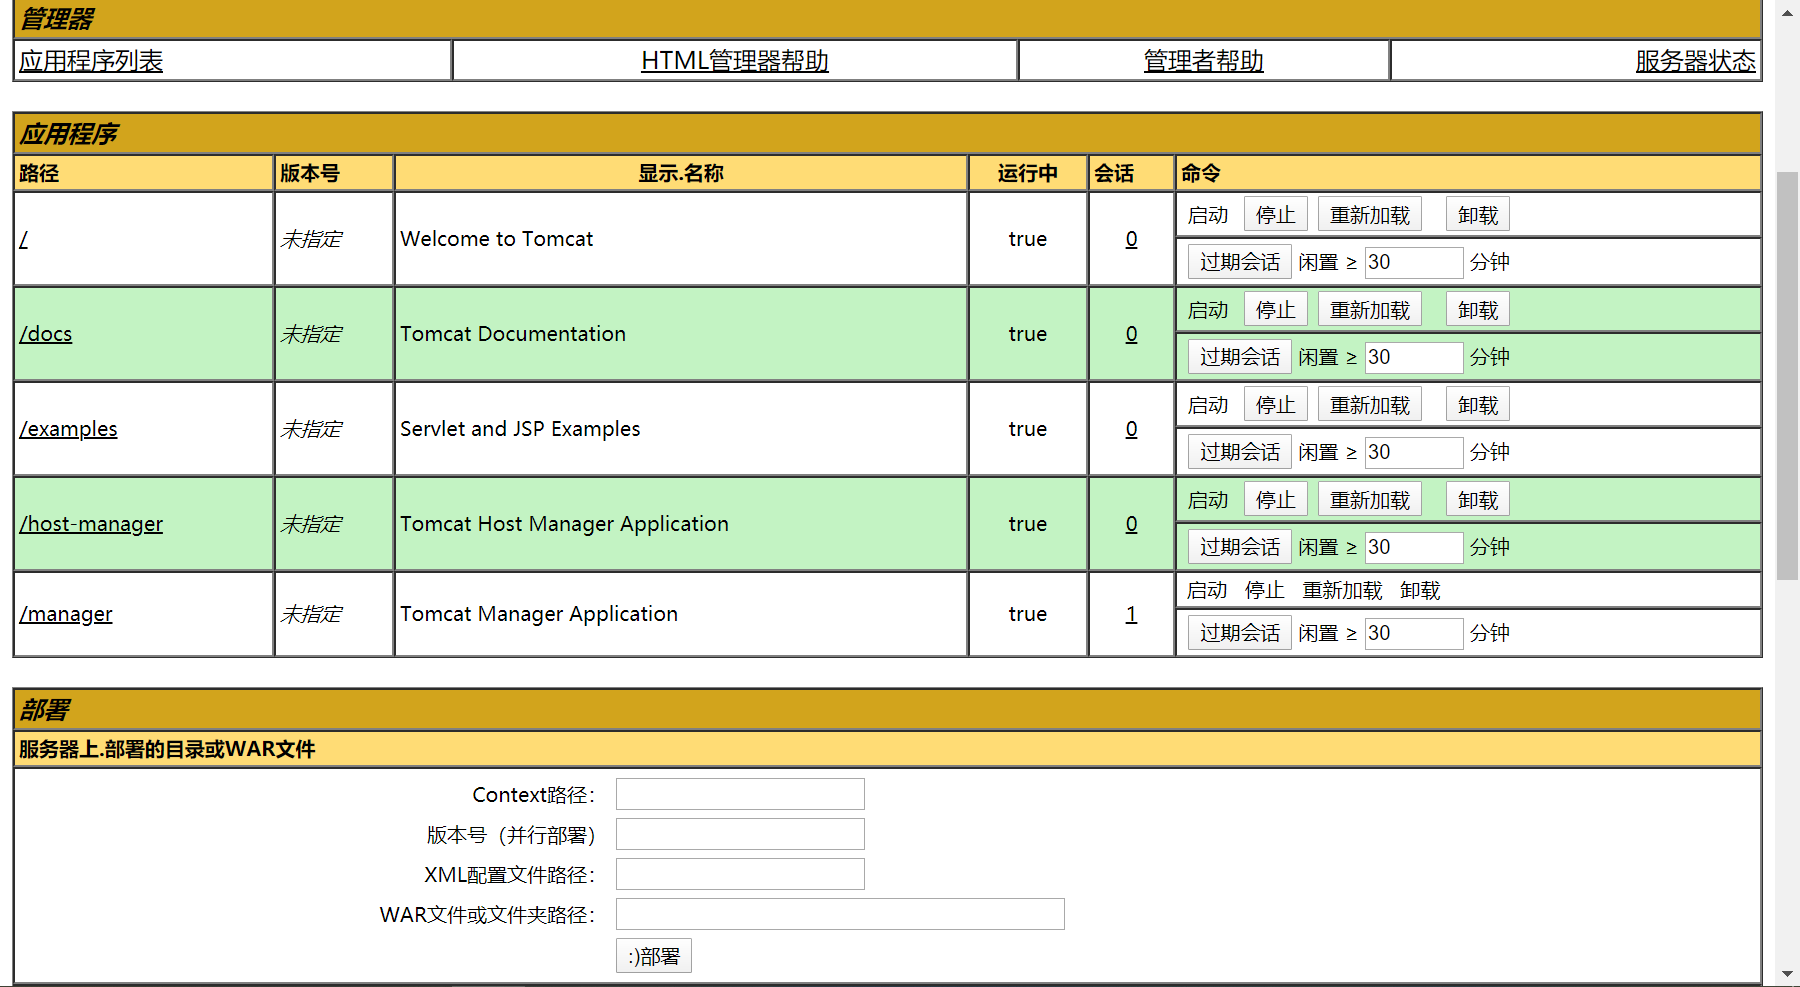 管理器
应用程序列表 HTML管理器帮助 管理者帮助 服务器状态
应用程序
路径 版本号 显示.名称 运行中 会话 命令
/ 未指定 Welcome to Tomcat true 0 启动 停止 重新加载 卸载
过期会话 闲置 ≥ 30 分钟
/docs 未指定 Tomcat Documentation true 0 启动 停止 重新加载 卸载
过期会话 闲置 ≥ 30 分钟
/examples 未指定 Servlet and JSP Examples true 0 启动 停止 重新加载 卸载
过期会话 闲置 ≥ 30 分钟
/host-manager 未指定 Tomcat Host Manager Application true 0 启动 停止 重新加载 卸载
过期会话 闲置 ≥ 30 分钟
/manager 未指定 Tomcat Manager Application true 1 启动 停止 重新加载 卸载
过期会话 闲置 ≥ 30 分钟
部署
服务器上.部署的目录或WAR文件
Context路径：
版本号（并行部署）
XML配置文件路径：
WAR文件或文件夹路径：
:)部署